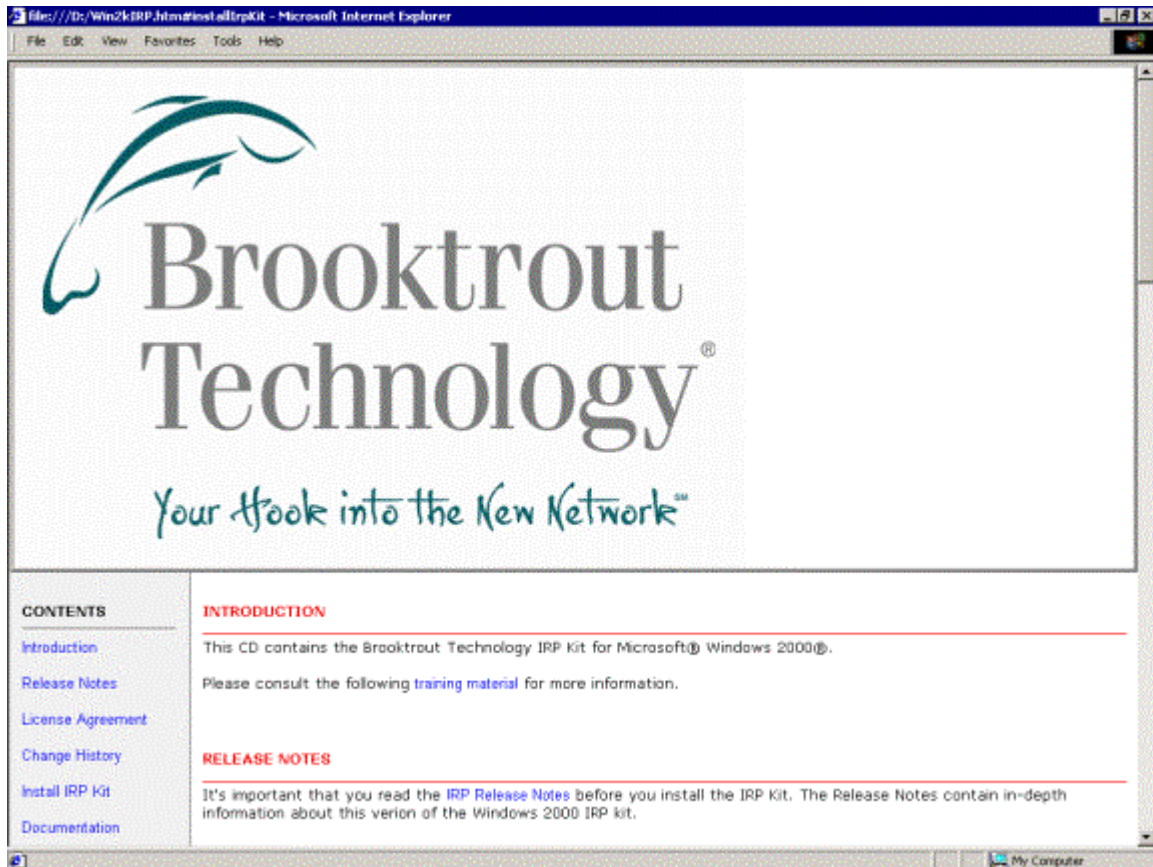 file:///D:/Win2kIRP.htm#installIrpKit - Microsoft Internet Explorer
File Edit View Favorites Tools Help
Brooktrout
Technology®
Your Hook into the New Network℠
CONTENTS
Introduction
Release Notes
License Agreement
Change History
Install IRP Kit
Documentation
INTRODUCTION
This CD contains the Brooktrout Technology IRP Kit for Microsoft® Windows 2000®.
Please consult the following training material for more information.
RELEASE NOTES
It's important that you read the IRP Release Notes before you install the IRP Kit. The Release Notes contain in-depth
information about this verion of the Windows 2000 IRP kit.
My Computer